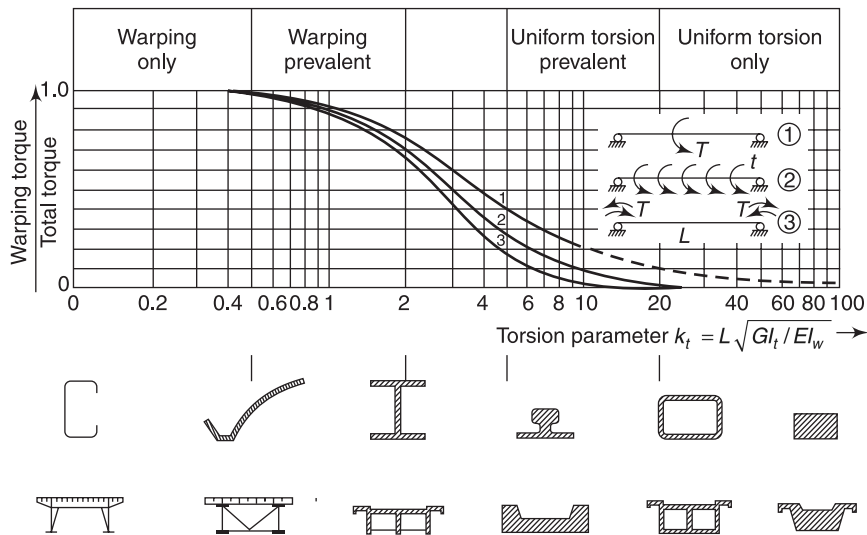 Warping only
Warping prevalent
Uniform torsion prevalent
Uniform torsion only
Warping torque
Total torque
1.0
0
1
2
3
T
①
t
②
T
T
③
L
0
0.2
0.4
0.6
0.8
1
2
4
6
8
10
20
40
60
80
100
Torsion parameter k_t = L√GI_t / EI_w